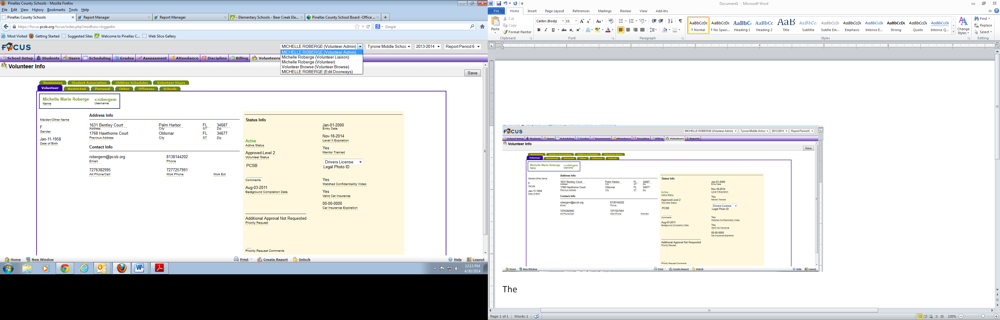 Pinellas County Schools - Mozilla Firefox
File Edit View History Bookmarks Tools Help
Pinellas County Schools
Report Manager
Report Manager
- Elementary Schools - Bear Creek Ele...
Pinellas County School Board -Office ...
https://focus.pcsb.org/focus/index.php?modfunc=loggedin
Google
Most Visited Getting Started Suggested Sites Welcome to Pinellas C... Web Slice Gallery
FOCUS
MICHELLE ROBERGE (Volunteer Admin) Tyrone Middle Schoc 2013-2014 Report Period 6
MICHELLE ROBERGE (Volunteer Admin)
Michelle Roberge (Volunteer Liaison)
Michelle Roberge (Volunteer)
Volunteer Browse (Volunteer Browse)
MICHELLE ROBERGE (Edit Doorways)
School Setup Students Users Scheduling Grades Assessment Attendance Discipline Billing Volunteers
Volunteer Info
Save
Businesses Student Association Children Schedules Volunteer Hours
Volunteer Restricted Personal Other Offenses Schools
Michelle Marie Roberge v.robergem
Name Username
Maiden/Other Name
F
Gender
Jan-11-1958
Date of Birth
Address Info
1631 Bentley Court Palm Harbor FL 34687
Address City ST Zip
1768 Hawthorne Court Oldsmar FL 34677
Previous Address City ST Zip
Contact Info
robergem@pcsb.org 8138144202
Email Phone
7276382995 7277257991
Alt Phone/Cell Work Phone Work Ext
Status Info
Active
Active Status
Approved-Level 2
Volunteer Status
PCSB
Comments
Aug-03-2011
Background Completion Date
Additional Approval Not Requested
Priority Request
Priority Request Comments
Jan-01-2000
Entry Date
Nov-18-2014
Level II Expiration
Yes
Mentor Trained
Drivers License
Legal Photo ID
Yes
Watched Confidentiality Video
Yes
Valid Car Insurance
00-00-0000
Car Insurance Expiration
Home New Window Print Create Report Unlock Help Logout
12:13 PM
4/30/2014
Document1 - Microsoft Word
File Home Insert Page Layout References Mailings Review View Add-Ins
Paste
Cut
Copy
Format Painter
Clipboard
Calibri (Body) 11
Font
Paragraph
AaBbCcDc AaBbCcDc AaBbC AaBbCc AaB AaBbCc. AaBbCcDc AaBbCcDc AaBbCcDc AaBbCcDc AaBbCcDc AaBbCcDc
¶ Normal ¶ No Spaci... Heading 1 Heading 2 Title Subtitle Subtle Em... Emphasis Intense E... Strong Quote Intense Q...
Styles
Change Styles
Find
Replace
Select
Editing
1 2 3 4 5 6 7
FOCUS
MICHELLE ROBERGE (Volunteer Admin) Tyrone Middle Schoc 2013-2014 Report Period 6
School Setup Students Users Scheduling Grades Assessment Attendance Discipline Billing Volunteers Reports
Volunteer Info
Save
Businesses Student Association Children Schedules Volunteer Hours
Volunteer Restricted Personal Other Offenses Schools
Michelle Marie Roberge v.robergem
Name Username
Maiden/Other Name
F
Gender
Jan-11-1958
Date of Birth
Address Info
1631 Bentley Court Palm Harbor FL 34687
Address City ST Zip
1768 Hawthorne Court Oldsmar FL 34677
Previous Address City ST Zip
Contact Info
robergem@pcsb.org 8138144202
Email Phone
7276382995 7277257991
Alt Phone/Cell Work Phone Work Ext
Status Info
Active
Active Status
Approved-Level 2
Volunteer Status
PCSB
Comments
Aug-03-2011
Background Completion Date
Additional Approval Not Requested
Priority Request
Priority Request Comments
Jan-01-2000
Entry Date
Nov-18-2014
Level II Expiration
Yes
Mentor Trained
Drivers License
Legal Photo ID
Yes
Watched Confidentiality Video
Yes
Valid Car Insurance
00-00-0000
Car Insurance Expiration
Home New Window Print Create Report Unlock Help Logout
The
Page: 1 of 1 Words: 1
220%